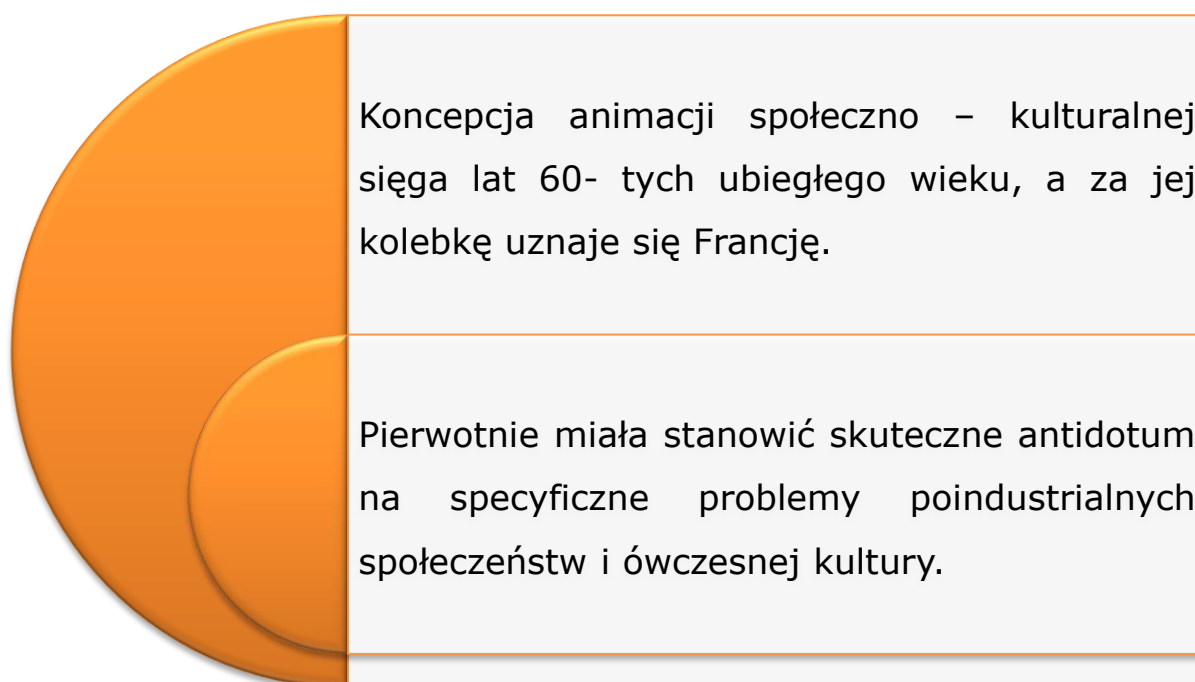 Koncepcja animacji społeczno – kulturalnej
sięga lat 60- tych ubiegłego wieku, a za jej
kolebkę uznaje się Francję.
Pierwotnie miała stanowić skuteczne antidotum
na specyficzne problemy poindustrialnych
społeczeństw i ówczesnej kultury.